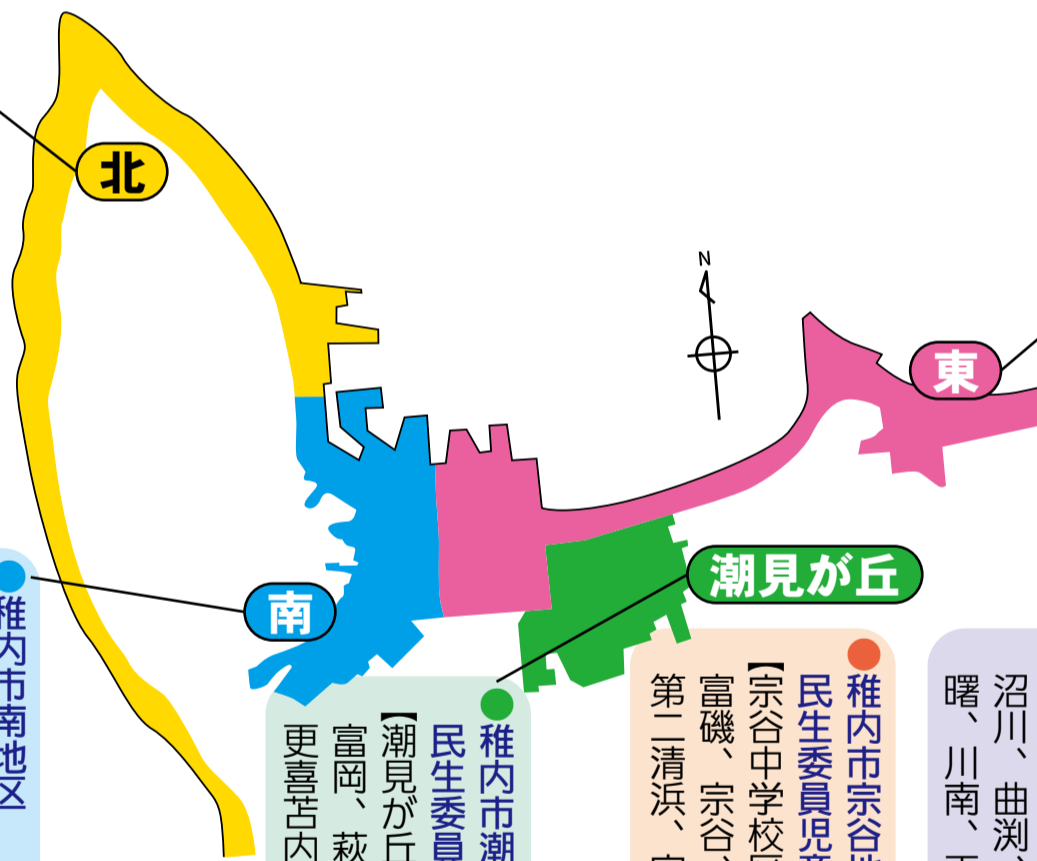 北
N
東
潮見が丘
南
沼川、曲渕、
曙、川南、
稚内市宗谷地
民生委員児童
【宗谷中学校区
富磯、宗谷、
第二清浜、
稚内市潮
民生委員
【潮見が丘
富岡、萩
更喜苫内
稚内市南地区